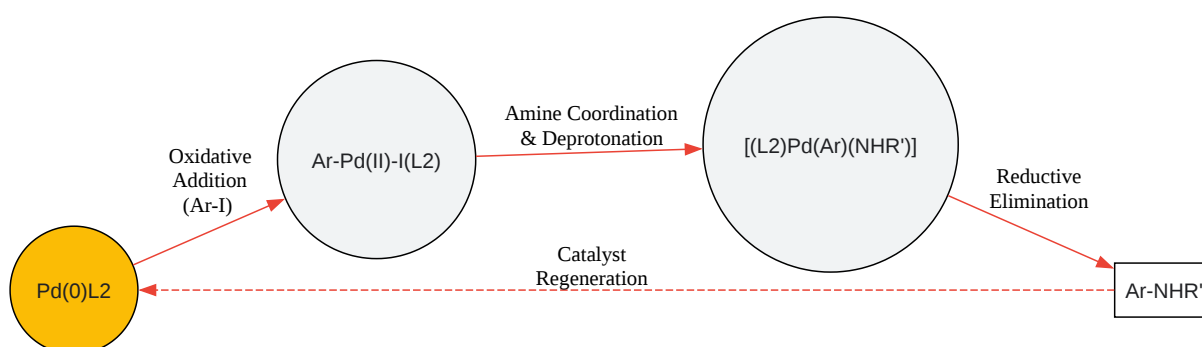 Oxidative
Addition
(Ar-I)
Pd(0)L2
Ar-Pd(II)-I(L2)
Amine Coordination
& Deprotonation
[(L2)Pd(Ar)(NHR')]
Reductive
Elimination
Ar-NHR'
Catalyst
Regeneration